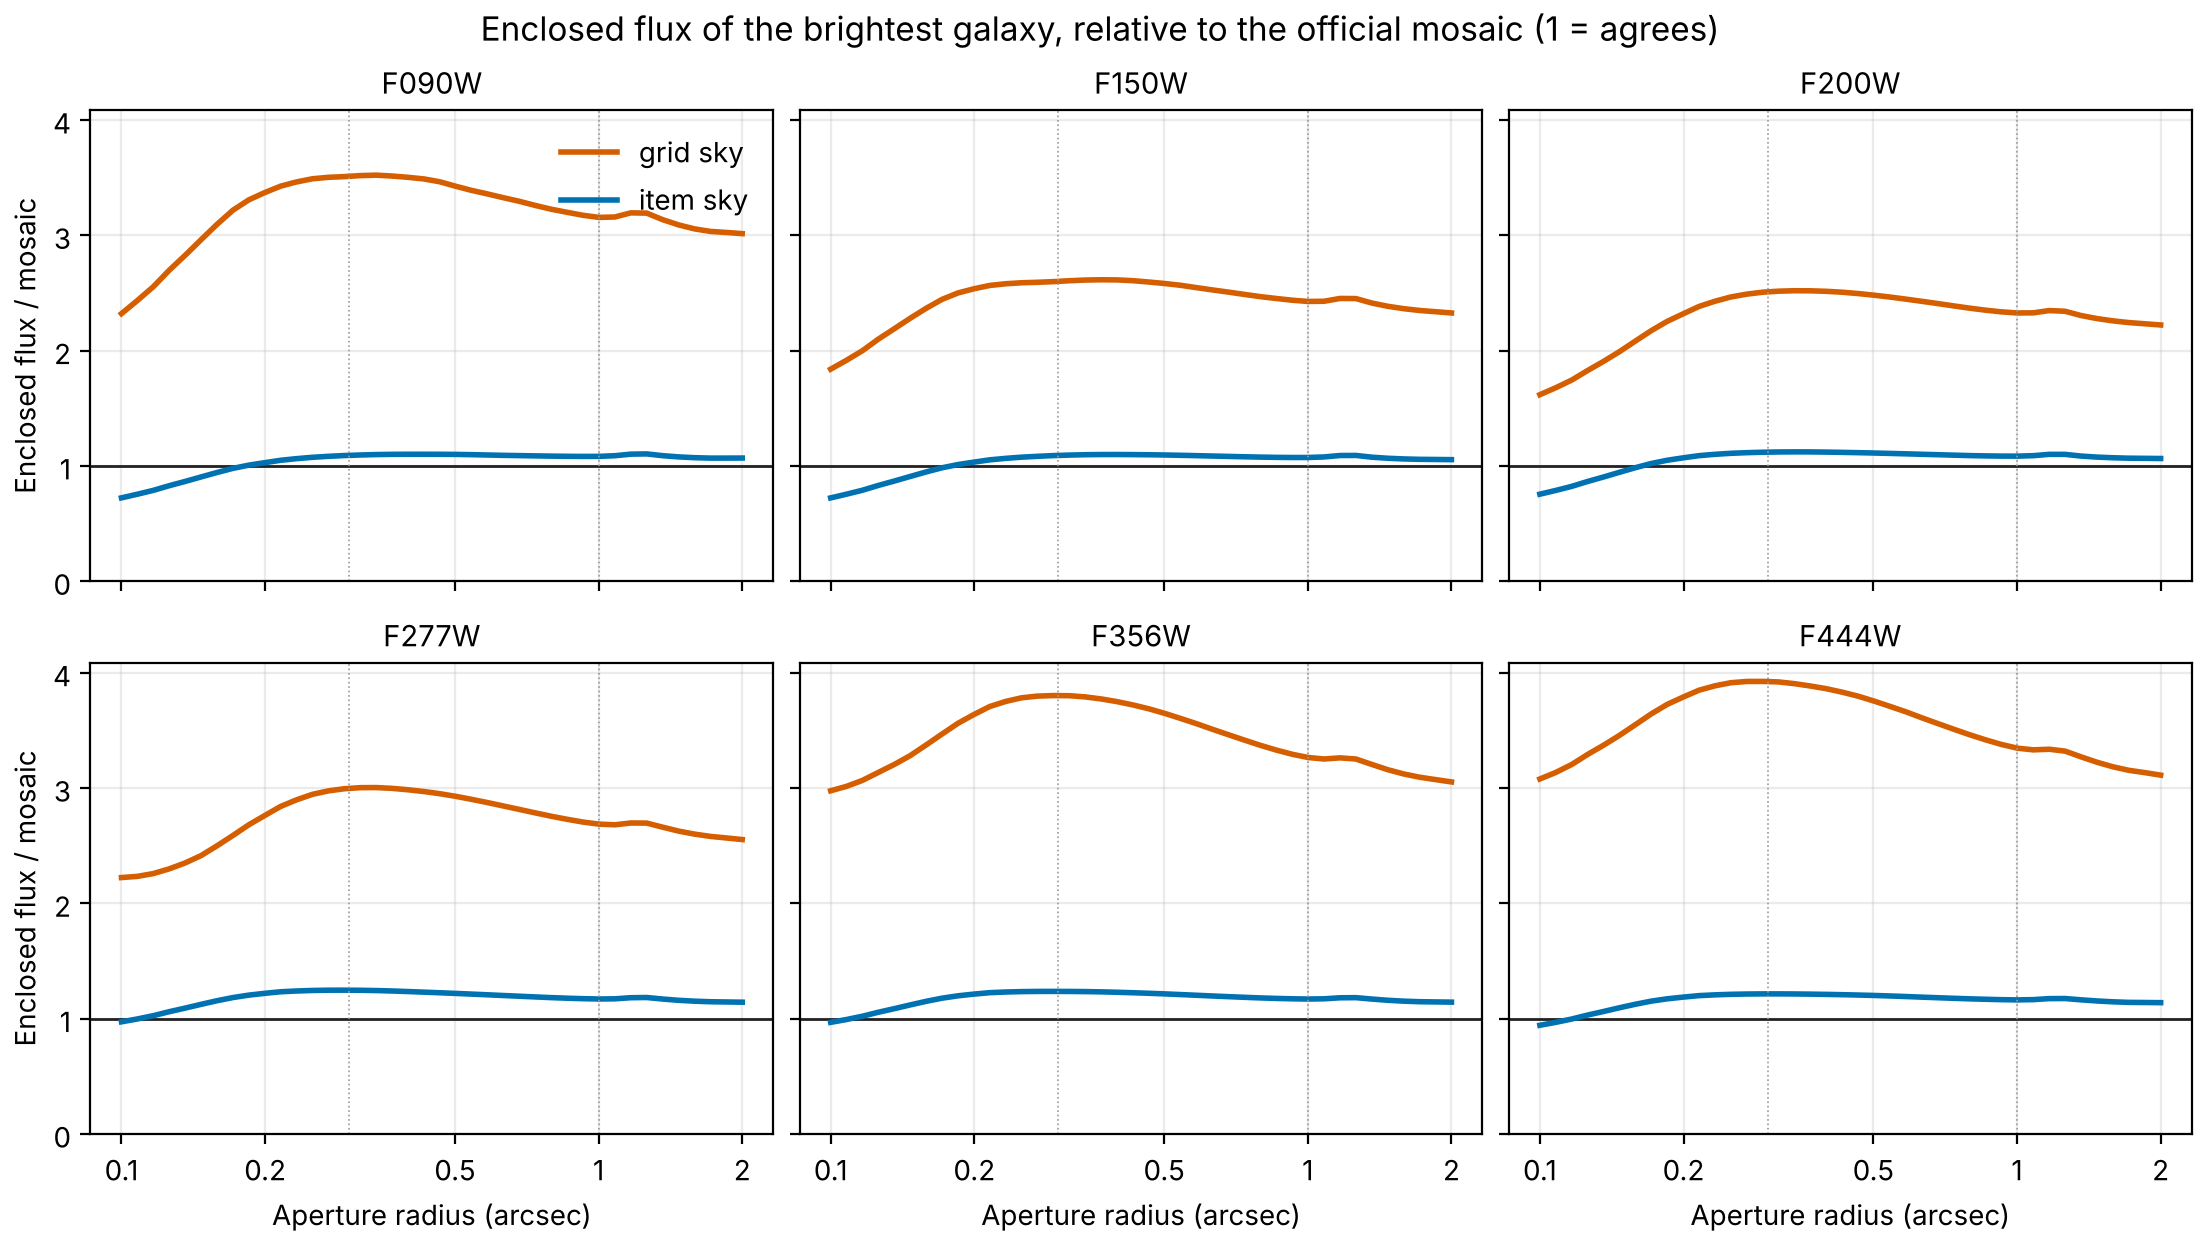 Enclosed flux of the brightest galaxy, relative to the official mosaic (1 = agrees)
F090W
F150W
F200W
Enclosed flux / mosaic
4
3
2
1
0
grid sky
item sky
F277W
F356W
F444W
Enclosed flux / mosaic
4
3
2
1
0
0.1 0.2 0.5 1 2
0.1 0.2 0.5 1 2
0.1 0.2 0.5 1 2
Aperture radius (arcsec)
Aperture radius (arcsec)
Aperture radius (arcsec)